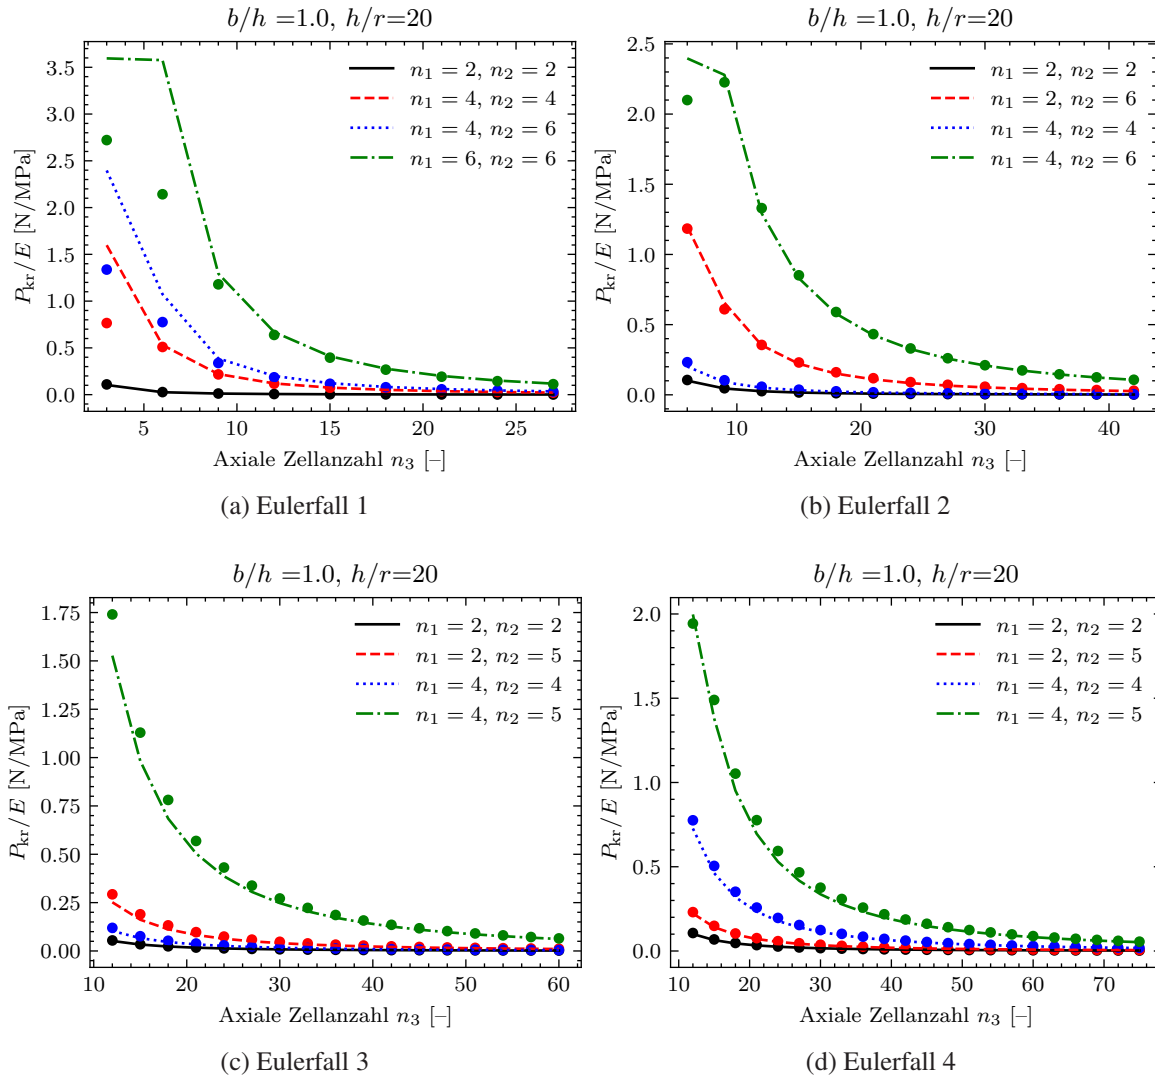 b/h =1.0, h/r=20
P_kr/E [N/MPa]
3.5
3.0
2.5
2.0
1.5
1.0
0.5
0.0
n₁ = 2, n₂ = 2
n₁ = 4, n₂ = 4
n₁ = 4, n₂ = 6
n₁ = 6, n₂ = 6
5 10 15 20 25
Axiale Zellanzahl n₃ [–]
(a) Eulerfall 1
b/h =1.0, h/r=20
P_kr/E [N/MPa]
2.5
2.0
1.5
1.0
0.5
0.0
n₁ = 2, n₂ = 2
n₁ = 2, n₂ = 6
n₁ = 4, n₂ = 4
n₁ = 4, n₂ = 6
10 20 30 40
Axiale Zellanzahl n₃ [–]
(b) Eulerfall 2
b/h =1.0, h/r=20
P_kr/E [N/MPa]
1.75
1.50
1.25
1.00
0.75
0.50
0.25
0.00
n₁ = 2, n₂ = 2
n₁ = 2, n₂ = 5
n₁ = 4, n₂ = 4
n₁ = 4, n₂ = 5
10 20 30 40 50 60
Axiale Zellanzahl n₃ [–]
(c) Eulerfall 3
b/h =1.0, h/r=20
P_kr/E [N/MPa]
2.0
1.5
1.0
0.5
0.0
n₁ = 2, n₂ = 2
n₁ = 2, n₂ = 5
n₁ = 4, n₂ = 4
n₁ = 4, n₂ = 5
10 20 30 40 50 60 70
Axiale Zellanzahl n₃ [–]
(d) Eulerfall 4